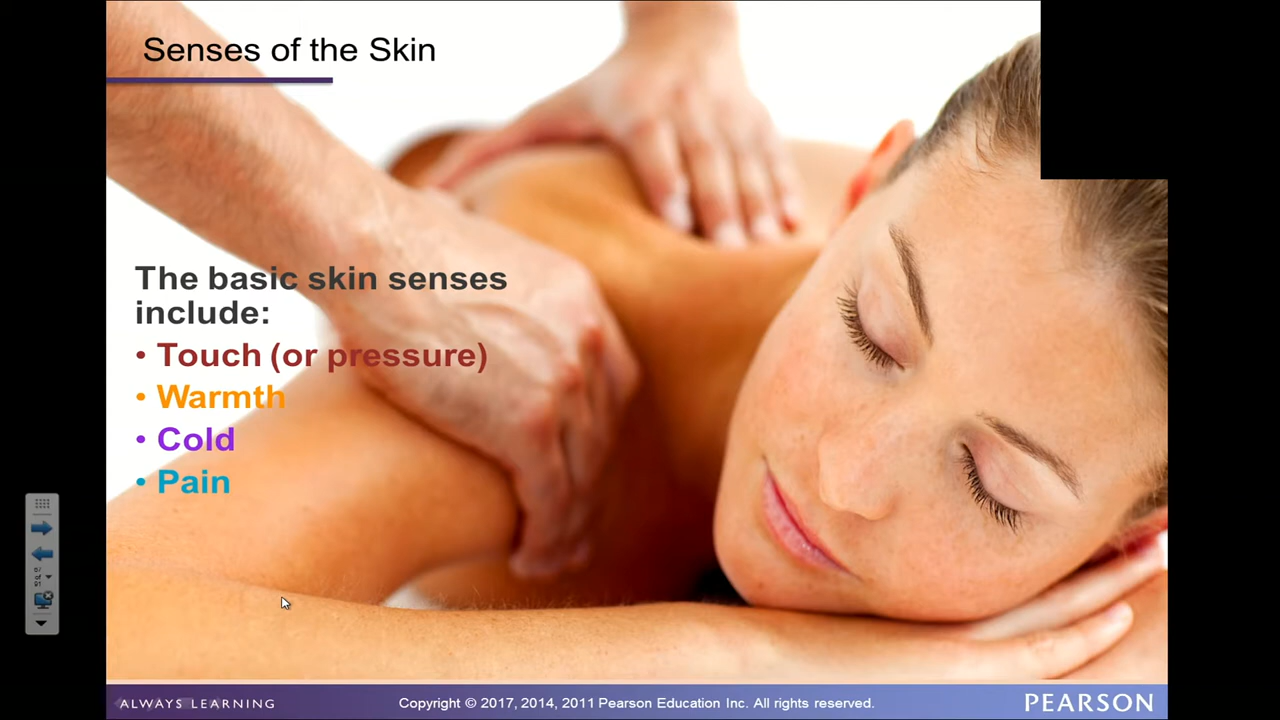 Senses of the Skin
The basic skin senses
include:
• Touch (or pressure)
• Warmth
• Cold
• Pain
ALWAYS LEARNING
Copyright © 2017, 2014, 2011 Pearson Education Inc. All rights reserved.
PEARSON